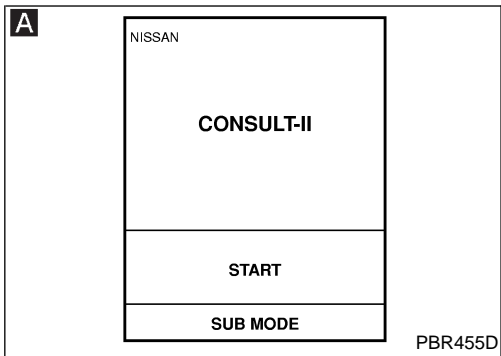 A
NISSAN
CONSULT-II
START
SUB MODE
PBR455D